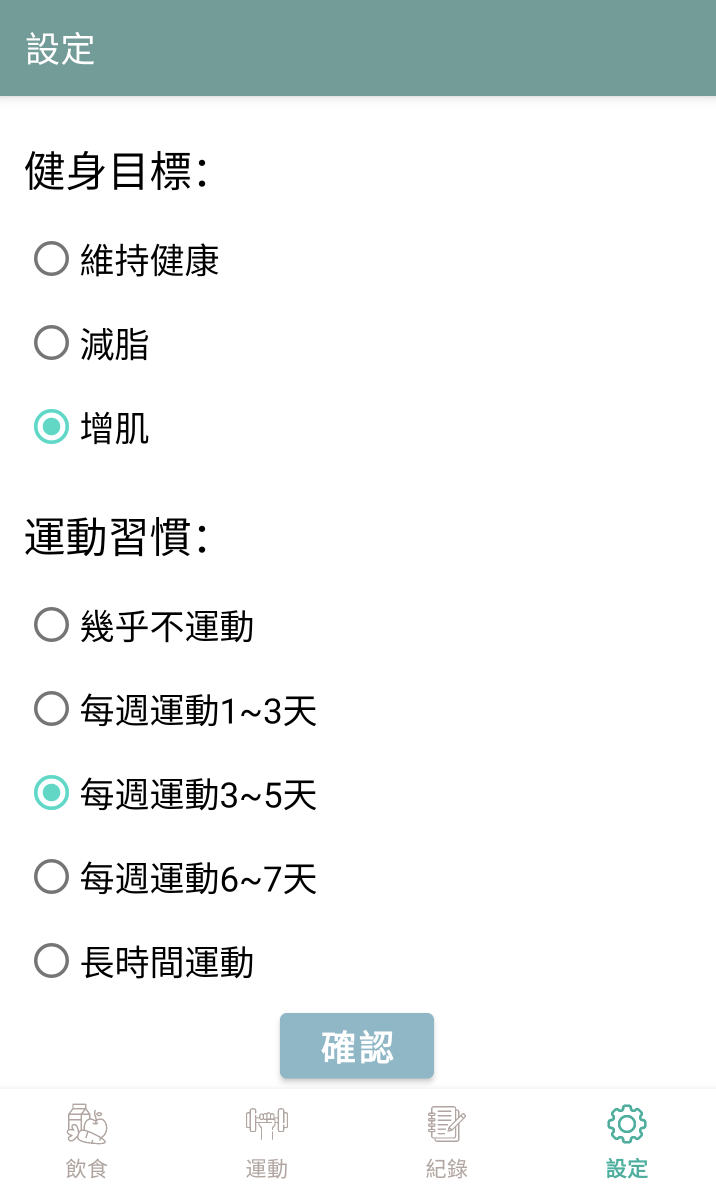 設定
健身目標：
維持健康
減脂
增肌
運動習慣：
幾乎不運動
每週運動1~3天
每週運動3~5天
每週運動6~7天
長時間運動
確認
飲食 運動 紀錄 設定